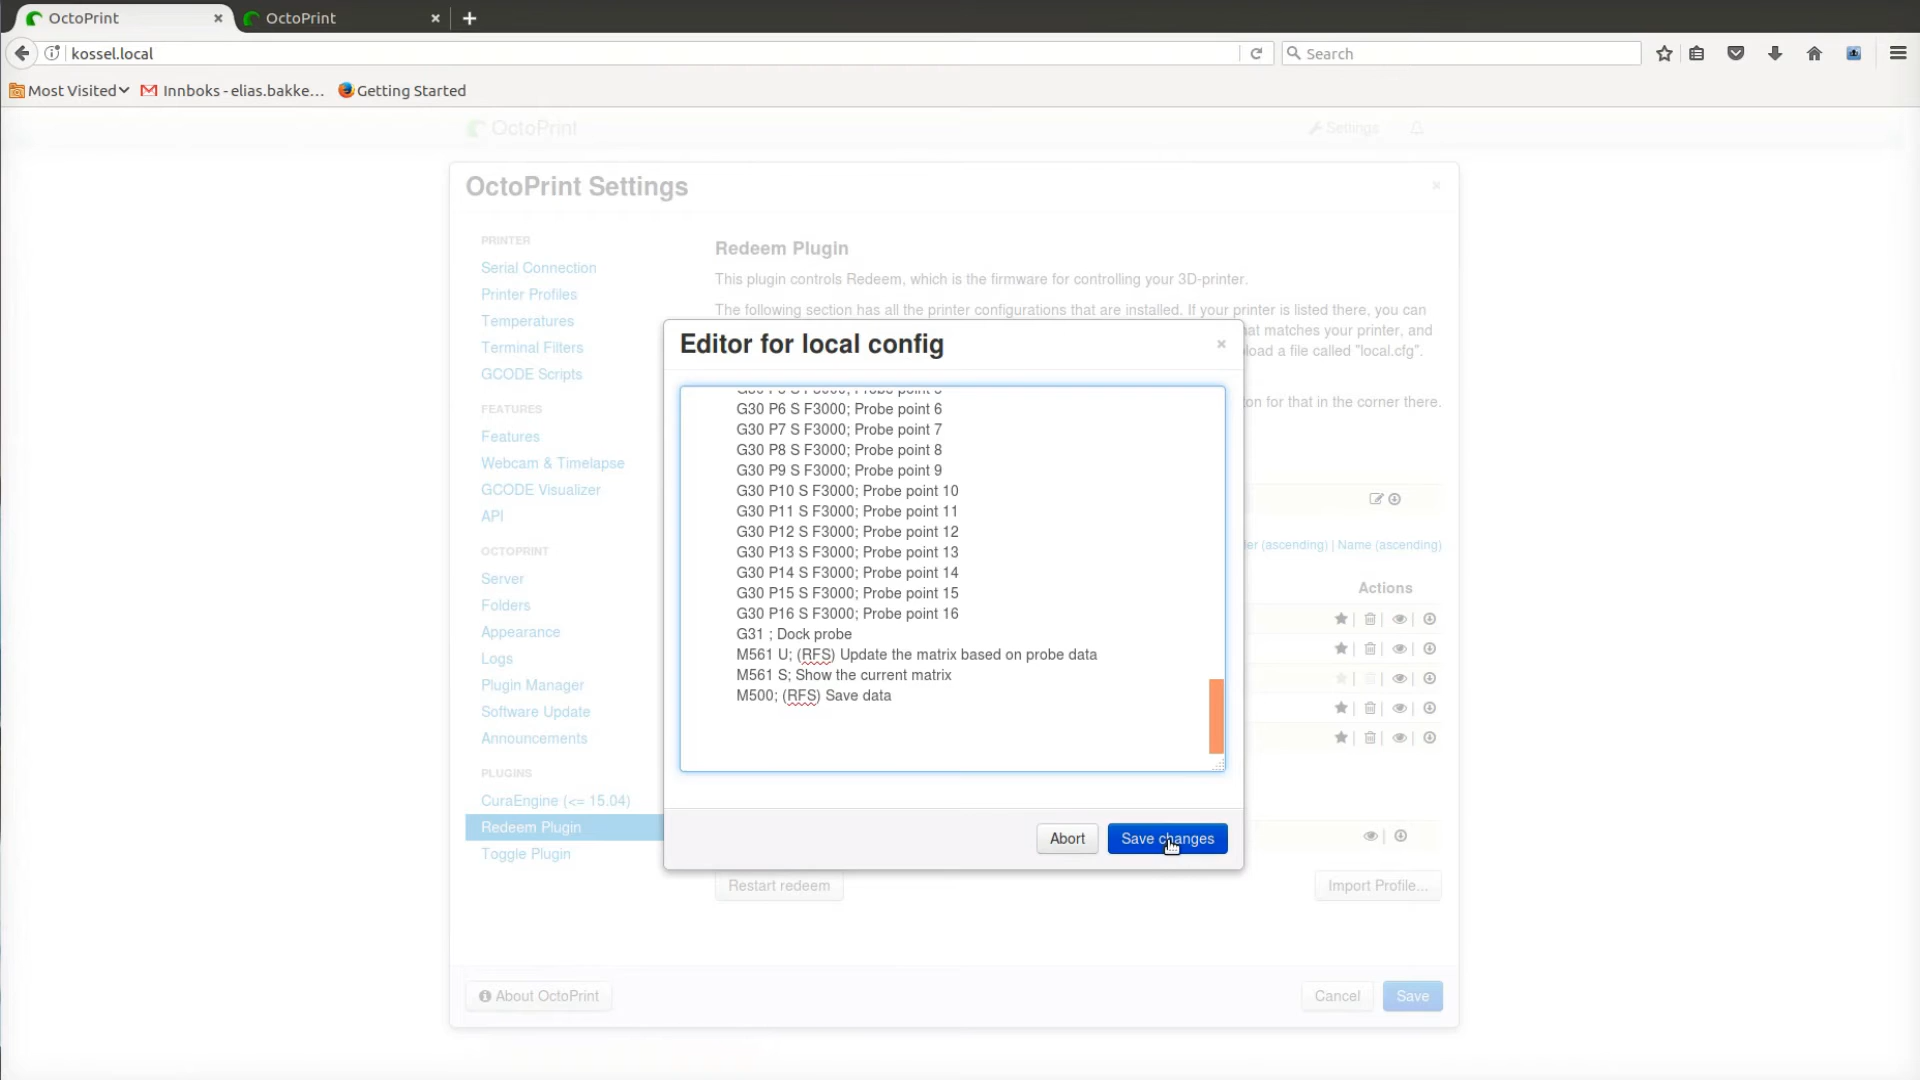 OctoPrint
OctoPrint
kossel.local
Search
Most Visited
Innboks - elias.bakke...
Getting Started
OctoPrint
Settings
OctoPrint Settings
PRINTER
Serial Connection
Printer Profiles
Temperatures
Terminal Filters
GCODE Scripts
FEATURES
Features
Webcam & Timelapse
GCODE Visualizer
API
OCTOPRINT
Server
Folders
Appearance
Logs
Plugin Manager
Software Update
Announcements
PLUGINS
CuraEngine (<= 15.04)
Redeem Plugin
Toggle Plugin
Redeem Plugin
This plugin controls Redeem, which is the firmware for controlling your 3D-printer.
The following section has all the printer configurations that are installed. If your printer is listed there, you can
at matches your printer, and
load a file called "local.cfg".
on for that in the corner there.
(ascending) | Name (ascending)
Actions
Editor for local config
G30 P5 S F3000; Probe point 5
G30 P6 S F3000; Probe point 6
G30 P7 S F3000; Probe point 7
G30 P8 S F3000; Probe point 8
G30 P9 S F3000; Probe point 9
G30 P10 S F3000; Probe point 10
G30 P11 S F3000; Probe point 11
G30 P12 S F3000; Probe point 12
G30 P13 S F3000; Probe point 13
G30 P14 S F3000; Probe point 14
G30 P15 S F3000; Probe point 15
G30 P16 S F3000; Probe point 16
G31 ; Dock probe
M561 U; (RFS) Update the matrix based on probe data
M561 S; Show the current matrix
M500; (RFS) Save data
Abort
Save changes
Restart redeem
Import Profile...
About OctoPrint
Cancel
Save